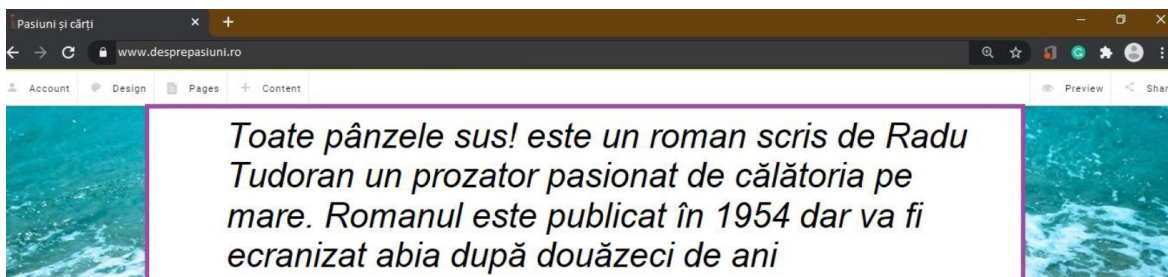 Pasiuni și cărți
www.desprepasiuni.ro
Account Design Pages Content Preview Shar
Toate pânzele sus! este un roman scris de Radu
Tudoran un prozator pasionat de călătoria pe
mare. Romanul este publicat în 1954 dar va fi
ecranizat abia după douăzeci de ani